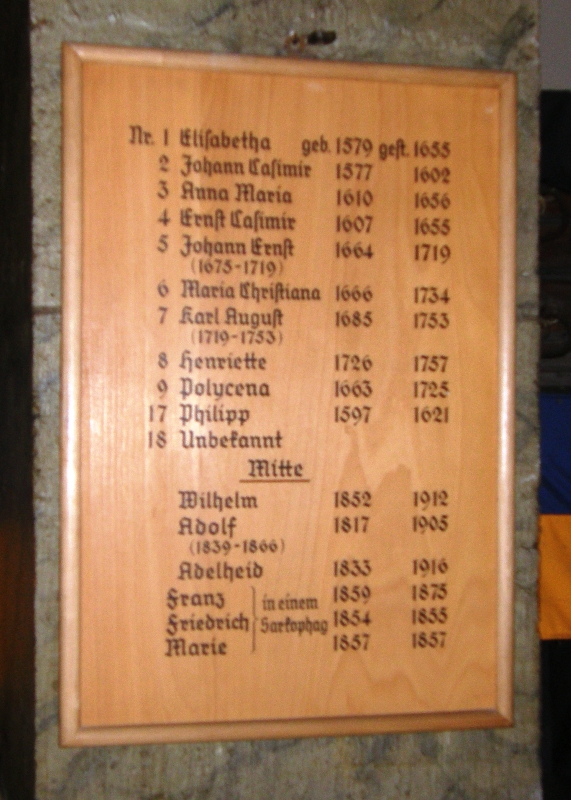 Nr. 1 Elisabetha geb. 1579 gest. 1655
2 Johann Casimir 1577 1602
3 Anna Maria 1610 1656
4 Ernst Casimir 1607 1655
5 Johann Ernst 1664 1719
(1675-1719)
6 Maria Christiana 1666 1734
7 Karl August 1685 1753
(1719-1753)
8 Henriette 1726 1757
9 Polycena 1663 1725
17 Philipp 1597 1621
18 Unbekannt
Mitte
Wilhelm 1852 1912
Adolf 1817 1905
(1839-1866)
Adelheid 1833 1916
Franz in einem 1859 1875
Friedrich Sarkophag 1854 1855
Marie 1857 1857